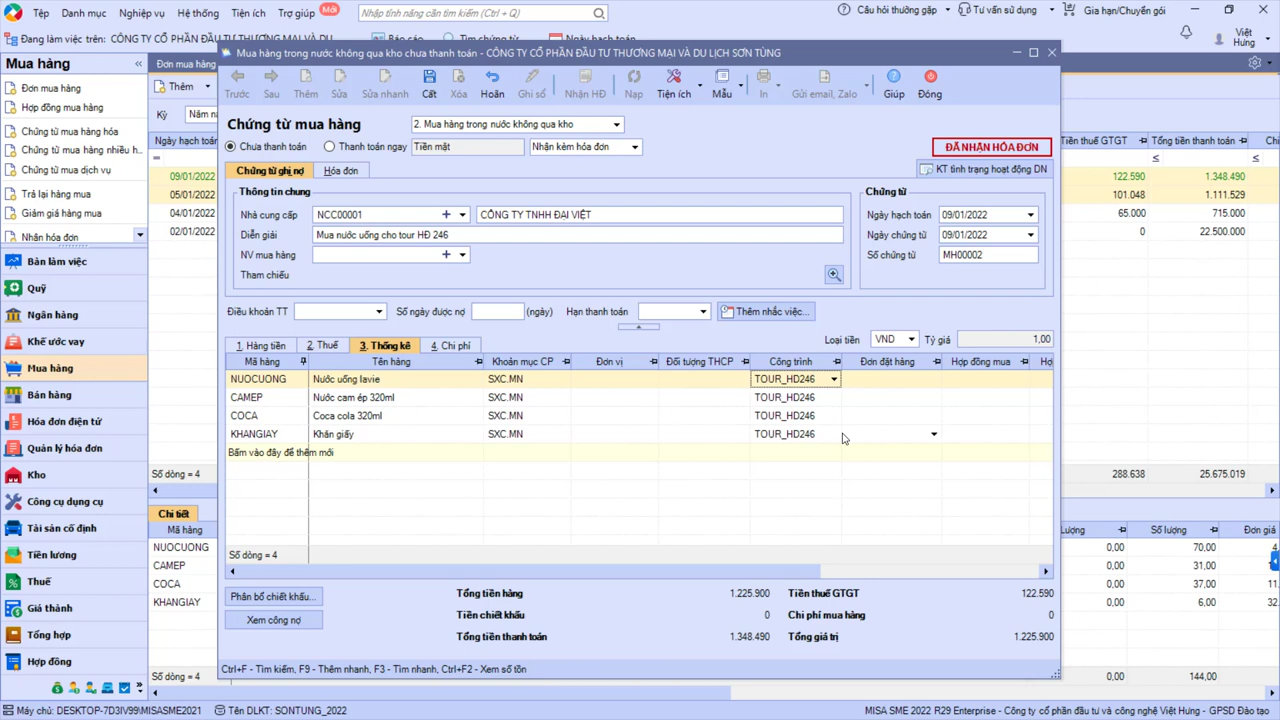 Tệp Danh mục Nghiệp vụ Hệ thống Tiện ích Trợ giúp Mới Nhập tính năng cần tìm kiếm (Ctrl + Q) Câu hỏi thường gặp Tư vấn sử dụng Gia hạn/Chuyển gói
Đang làm việc trên: CÔNG TY CỔ PHẦN ĐẦU TƯ THƯƠNG MẠI VÀ DU LỊCH SƠN TÙNG
Việt Hưng
Mua hàng «
Đơn mua hàng
Hợp đồng mua hàng
Chứng từ mua hàng hóa
Chứng từ mua hàng nhiều h...
Chứng từ mua dịch vụ
Trả lại hàng mua
Giảm giá hàng mua
Nhận hóa đơn
Bàn làm việc
Quỹ
Ngân hàng
Khế ước vay
Mua hàng
Bán hàng
Hóa đơn điện tử
Quản lý hóa đơn
Kho
Công cụ dụng cụ
Tài sản cố định
Tiền lương
Thuế
Giá thành
Tổng hợp
Hợp đồng
Đơn mua hàng
Thêm
Kỳ Năm na
Ngày hạch toán
=
09/01/2022
05/01/2022
04/01/2022
02/01/2022
Số dòng = 4
Chi tiết
Mã hàng
NUOCUONG
CAMEP
COCA
KHANGIAY
Số dòng = 4
Mua hàng trong nước không qua kho chưa thanh toán - CÔNG TY CỔ PHẦN ĐẦU TƯ THƯƠNG MẠI VÀ DU LỊCH SƠN TÙNG
Trước Sau Thêm Sửa Sửa nhanh Cất Xóa Hoãn Ghi sổ Nhận HĐ Nạp Tiện ích Mẫu In Gửi email, Zalo Giúp Đóng
Chứng từ mua hàng 2. Mua hàng trong nước không qua kho
Chưa thanh toán Thanh toán ngay Tiền mặt Nhận kèm hóa đơn ĐÃ NHẬN HÓA ĐƠN
Chứng từ ghi nợ Hóa đơn KT tình trạng hoạt động DN
Thông tin chung Chứng từ
Nhà cung cấp NCC00001 CÔNG TY TNHH ĐẠI VIỆT Ngày hạch toán 09/01/2022
Diễn giải Mua nước uống cho tour HĐ 246 Ngày chứng từ 09/01/2022
NV mua hàng Số chứng từ MH00002
Tham chiếu
Điều khoản TT Số ngày được nợ (ngày) Hạn thanh toán Thêm nhắc việc...
1. Hàng tiền 2. Thuế 3. Thống kê 4. Chi phí Loại tiền VND Tỷ giá 1,00
Mã hàng Tên hàng Khoản mục CP Đơn vị Đối tượng THCP Công trình Đơn đặt hàng Hợp đồng mua
NUOCUONG Nước uống lavie SXC.MN TOUR_HD246
CAMEP Nước cam ép 320ml SXC.MN TOUR_HD246
COCA Coca cola 320ml SXC.MN TOUR_HD246
KHANGIAY Khăn giấy SXC.MN TOUR_HD246
Bấm vào đây để thêm mới
Số dòng = 4
Phân bổ chiết khấu... Tổng tiền hàng 1.225.900 Tiền thuế GTGT 122.590
Xem công nợ Tiền chiết khấu 0 Chi phí mua hàng 0
Tổng tiền thanh toán 1.348.490 Tổng giá trị 1.225.900
Ctrl+F - Tìm kiếm, F9 - Thêm nhanh, F3 - Tìm nhanh, Ctrl+F2 - Xem số tồn
Tiền thuế GTGT Tổng tiền thanh toán
≤ ≤
122.590 1.348.490
101.048 1.111.529
65.000 715.000
0 22.500.000
288.638 25.675.019
Lượng Số lượng Đơn giá
0,00 70,00
0,00 31,00
0,00 37,00
0,00 6,00
0,00 144,00
Máy chủ: DESKTOP-7D3IV99\MISASME2021 Tên DLKT: SONTUNG_2022 MISA SME 2022 R29 Enterprise - Công ty cổ phần đầu tư và công nghệ Việt Hưng - GPSD Đào tạo